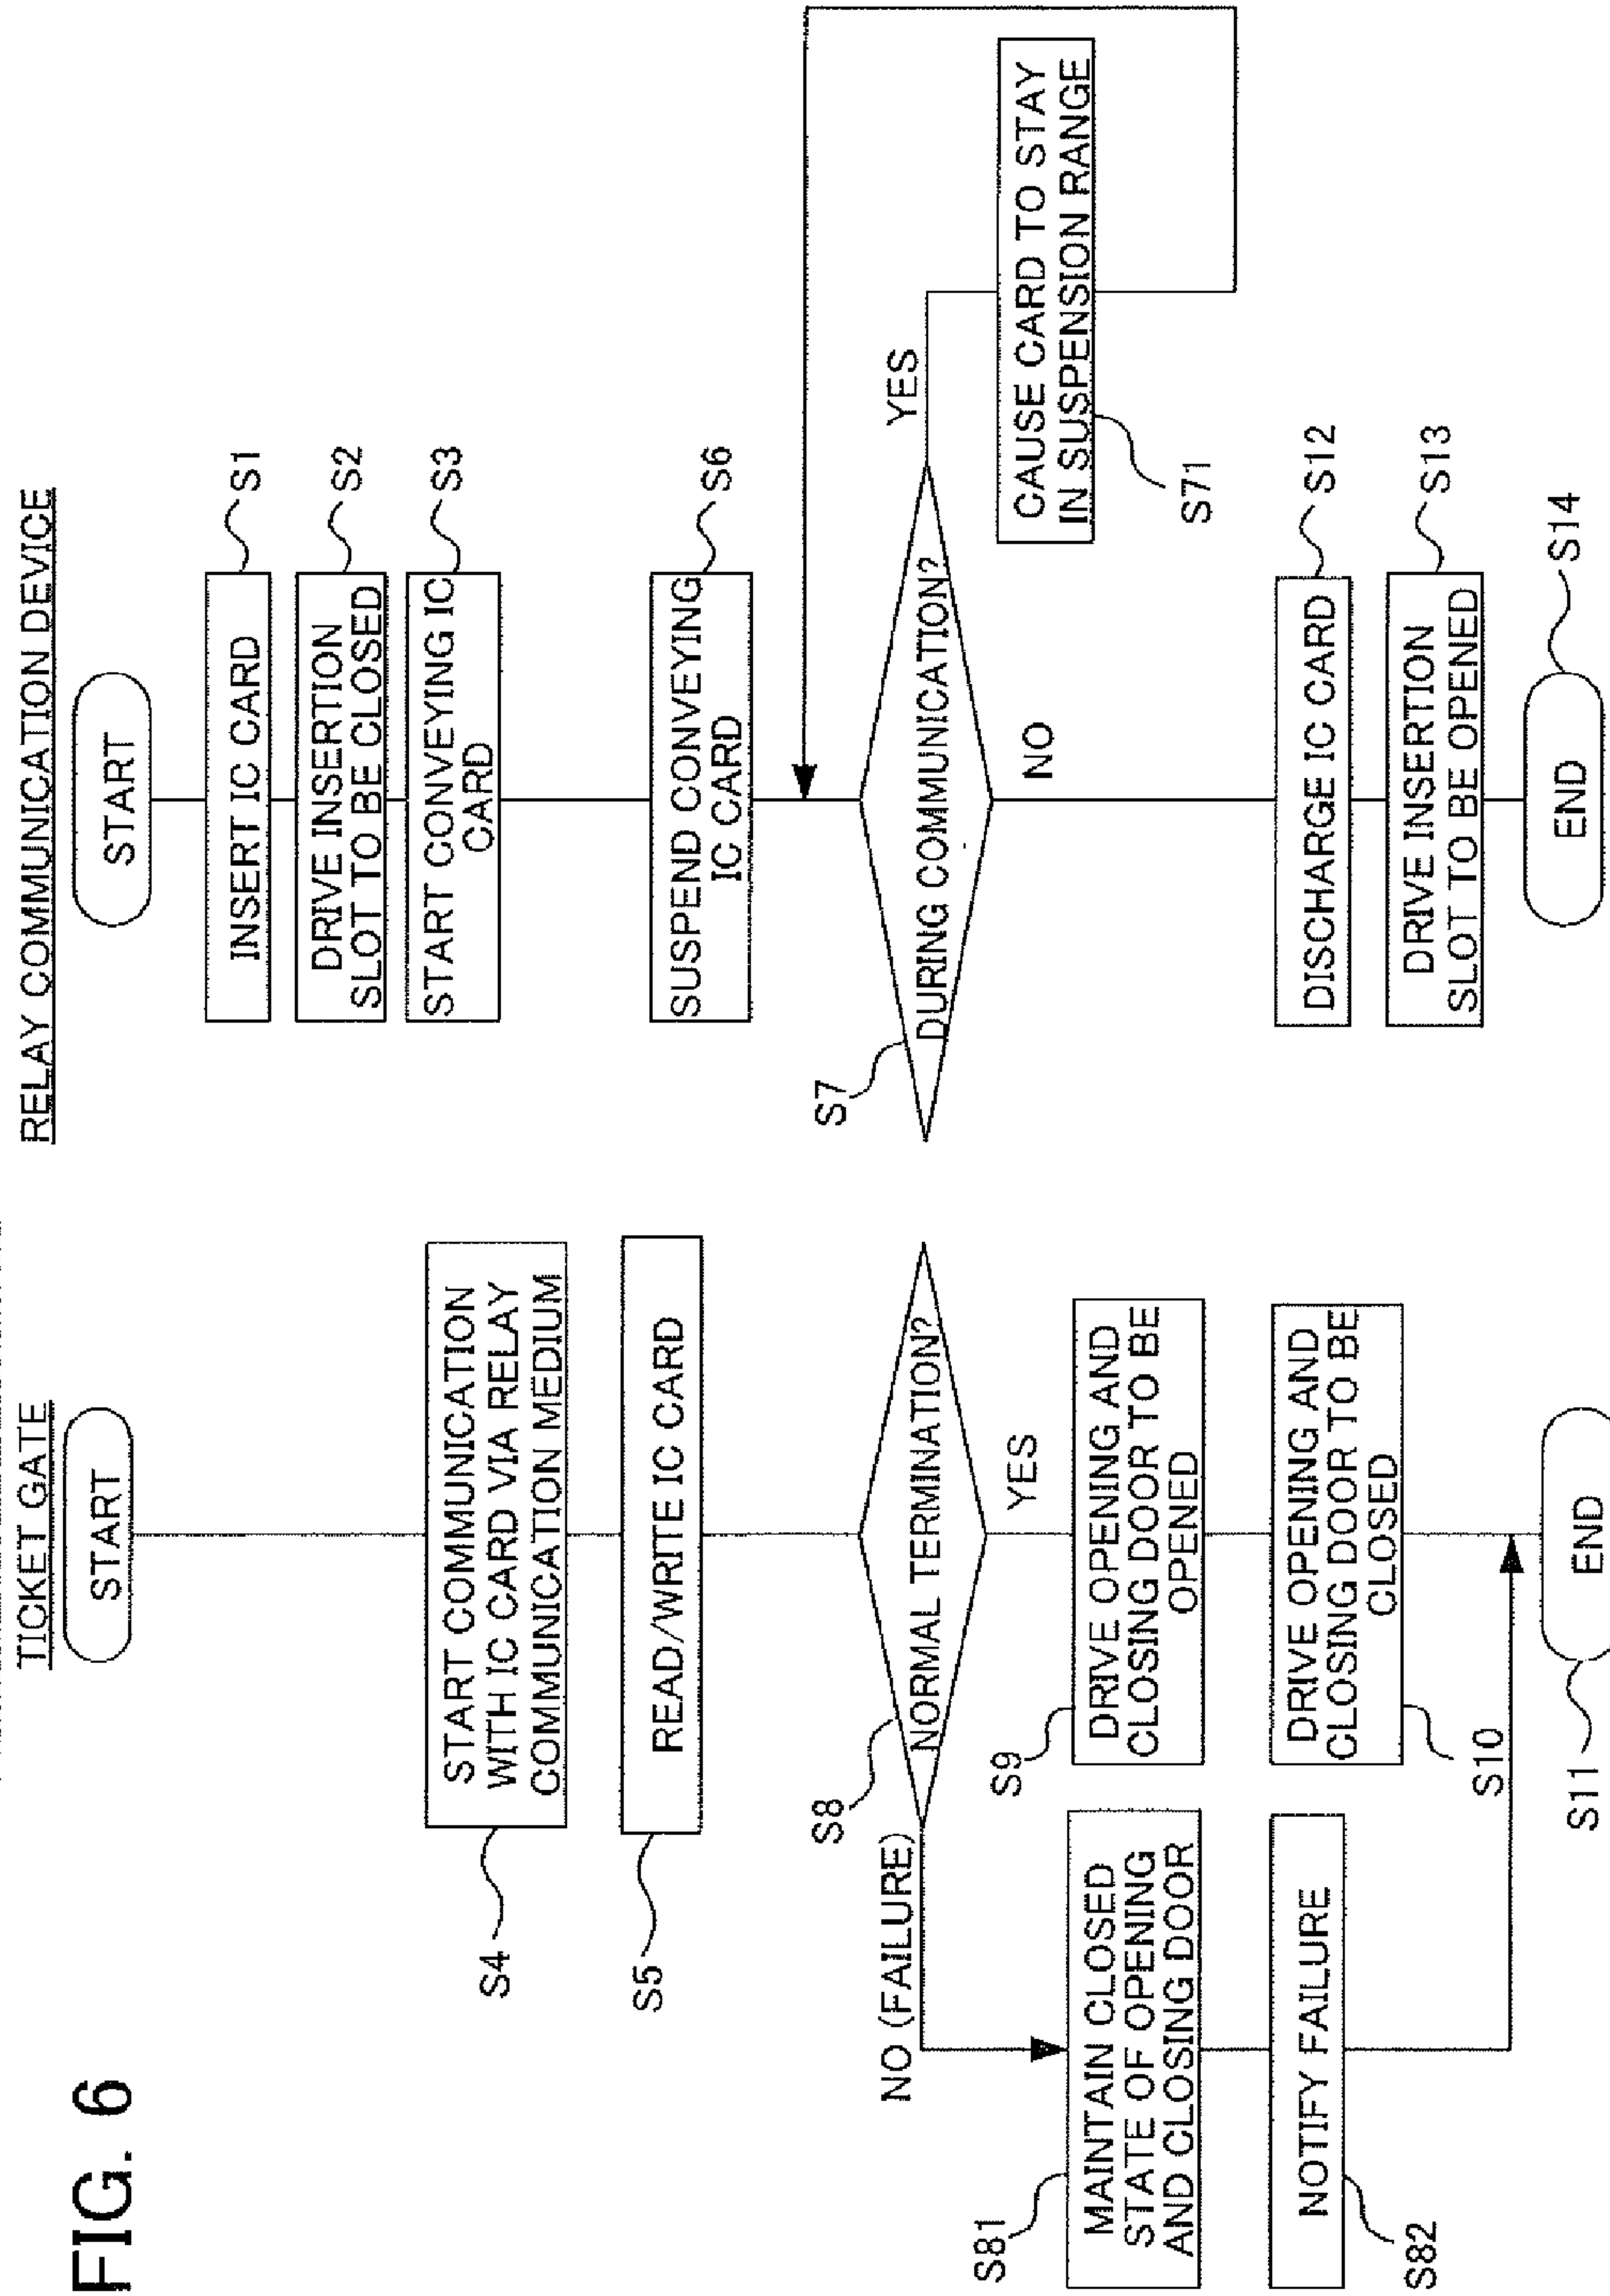 FIG. 6
TICKET GATE
START
START COMMUNICATION
WITH IC CARD VIA RELAY
COMMUNICATION MEDIUM
S4
READ/WRITE IC CARD
S5
NORMAL TERMINATION?
S8
NO (FAILURE)
YES
MAINTAIN CLOSED
STATE OF OPENING
AND CLOSING DOOR
S81
NOTIFY FAILURE
S82
DRIVE OPENING AND
CLOSING DOOR TO BE
OPENED
S9
DRIVE OPENING AND
CLOSING DOOR TO BE
CLOSED
S10
END
S11
RELAY COMMUNICATION DEVICE
START
INSERT IC CARD
S1
DRIVE INSERTION
SLOT TO BE CLOSED
S2
START CONVEYING IC
CARD
S3
SUSPEND CONVEYING
IC CARD
S6
DURING COMMUNICATION?
S7
YES
NO
CAUSE CARD TO STAY
IN SUSPENSION RANGE
S71
DISCHARGE IC CARD
S12
DRIVE INSERTION
SLOT TO BE OPENED
S13
END
S14